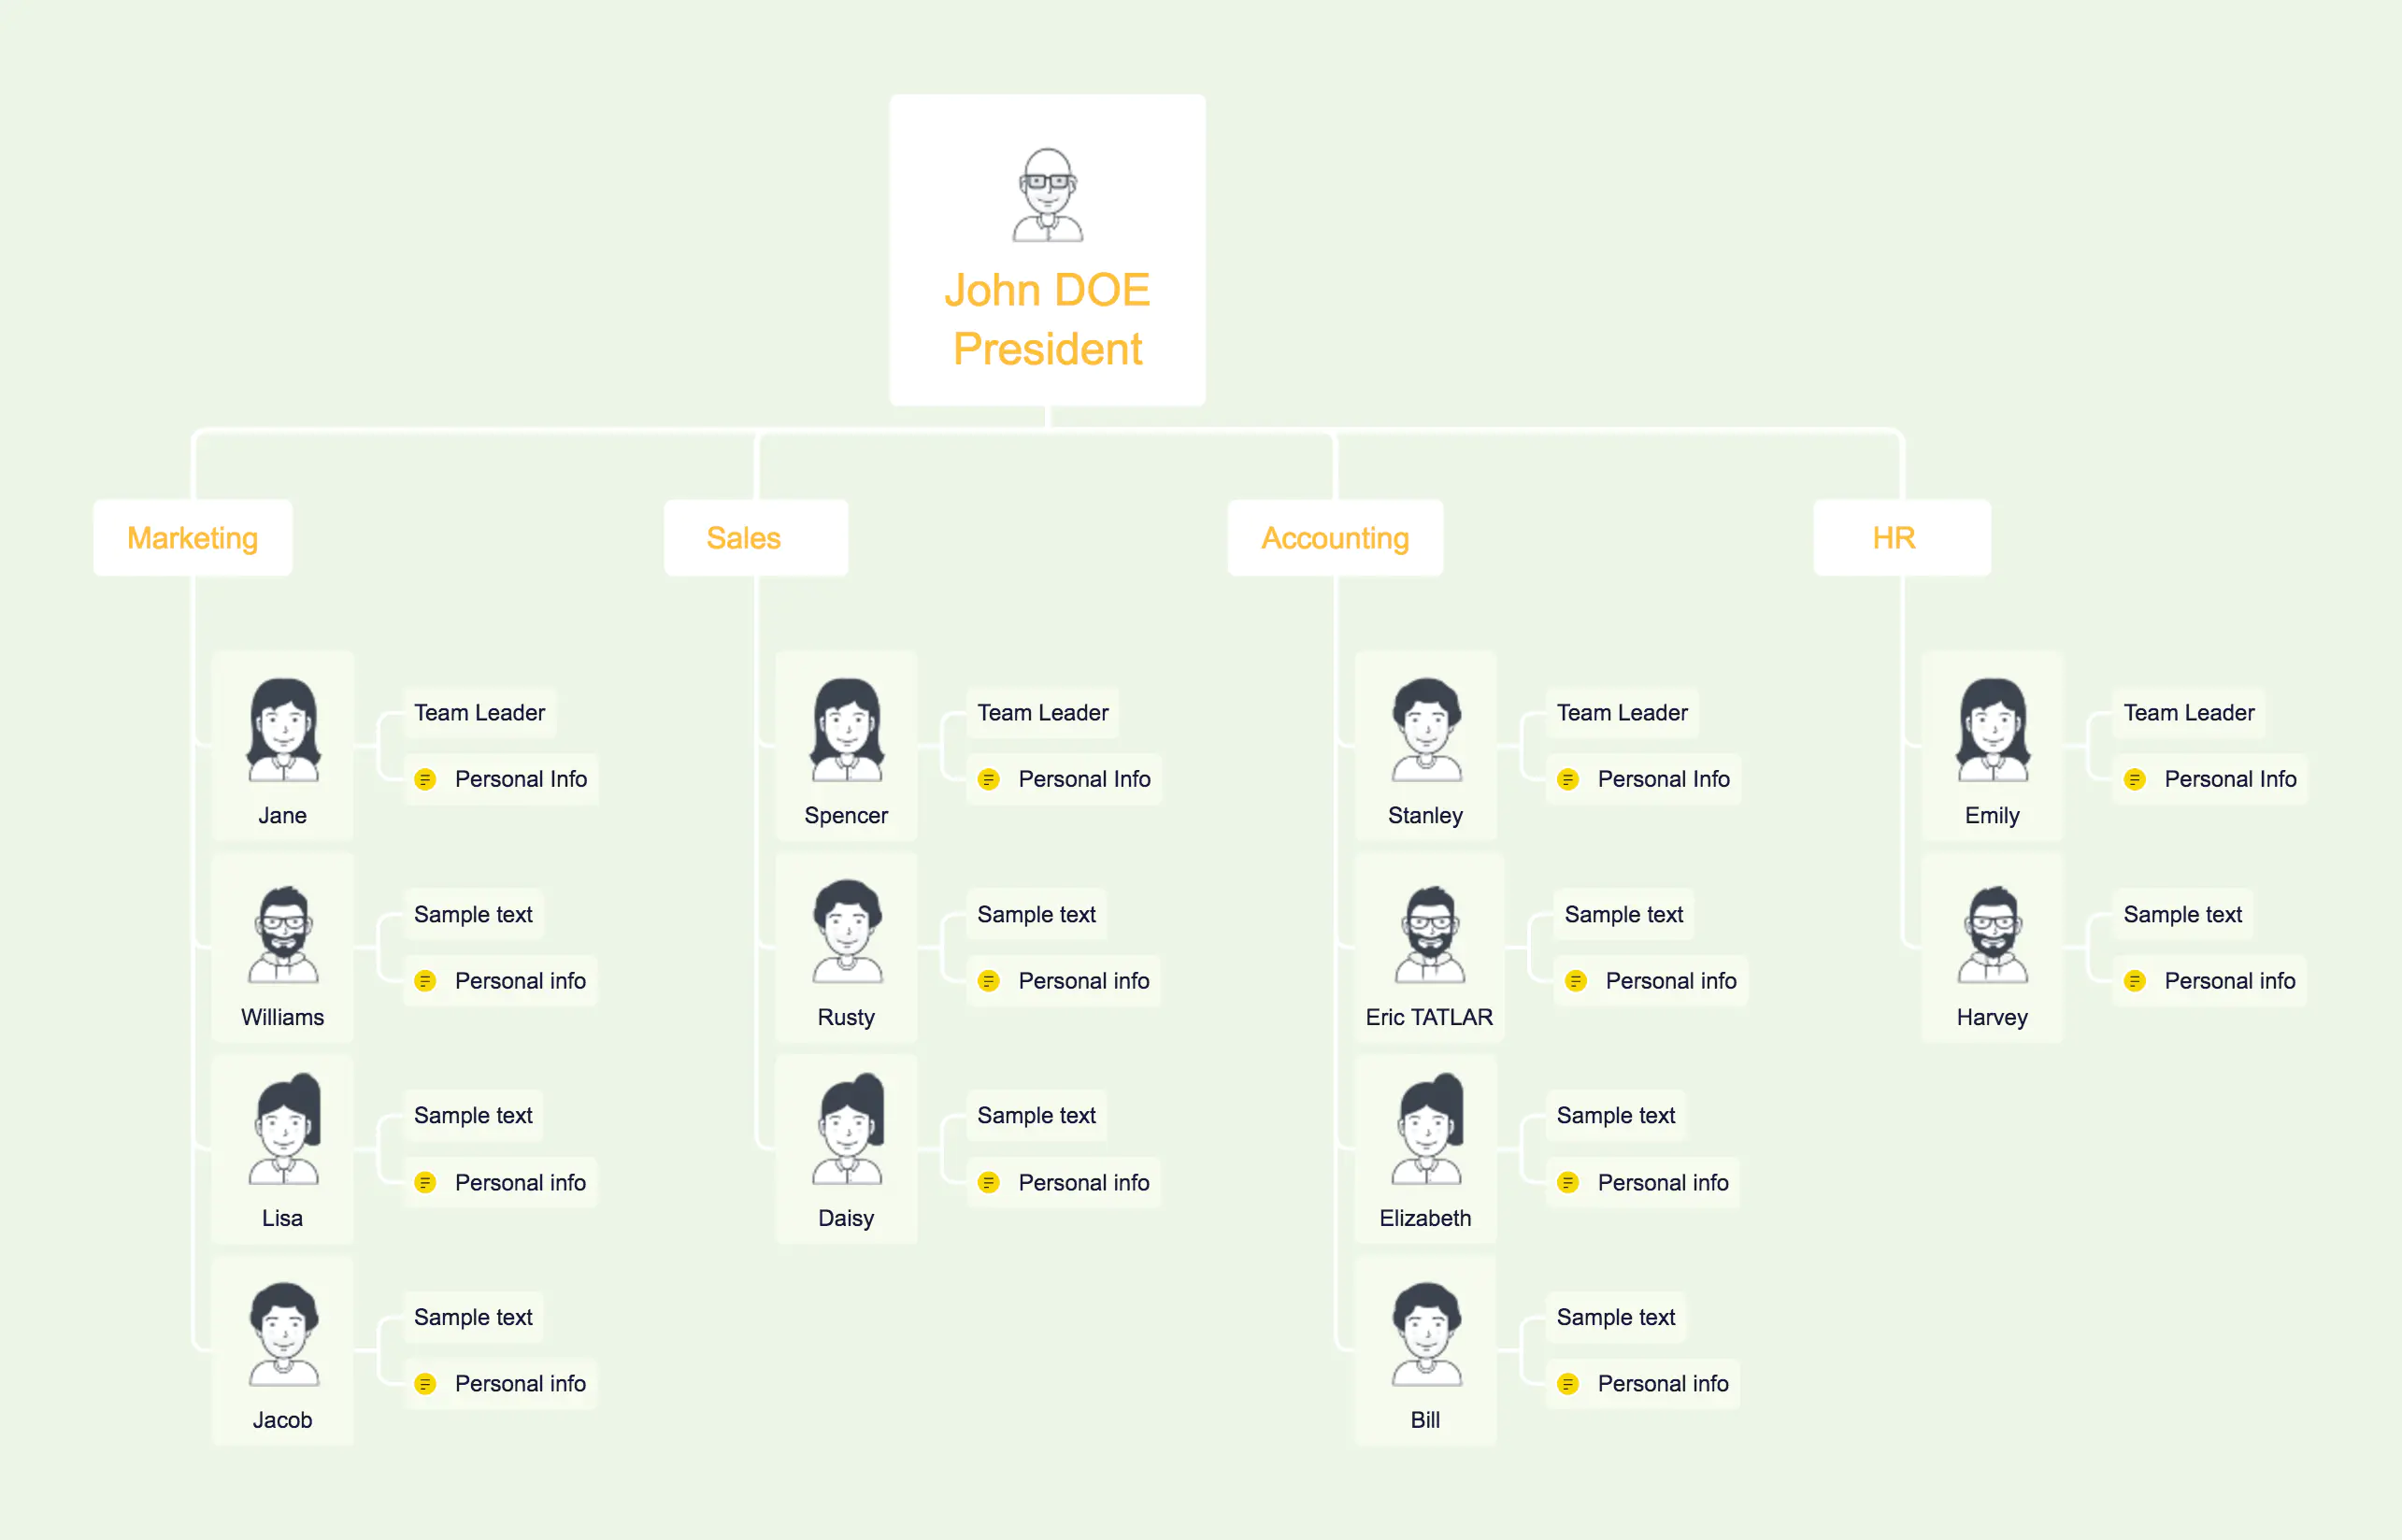 John DOE
President
Marketing
Sales
Accounting
HR
Jane
Team Leader
Personal Info
Williams
Sample text
Personal info
Lisa
Sample text
Personal info
Jacob
Sample text
Personal info
Spencer
Team Leader
Personal Info
Rusty
Sample text
Personal info
Daisy
Sample text
Personal info
Stanley
Team Leader
Personal Info
Eric TATLAR
Sample text
Personal info
Elizabeth
Sample text
Personal info
Bill
Sample text
Personal info
Emily
Team Leader
Personal Info
Harvey
Sample text
Personal info